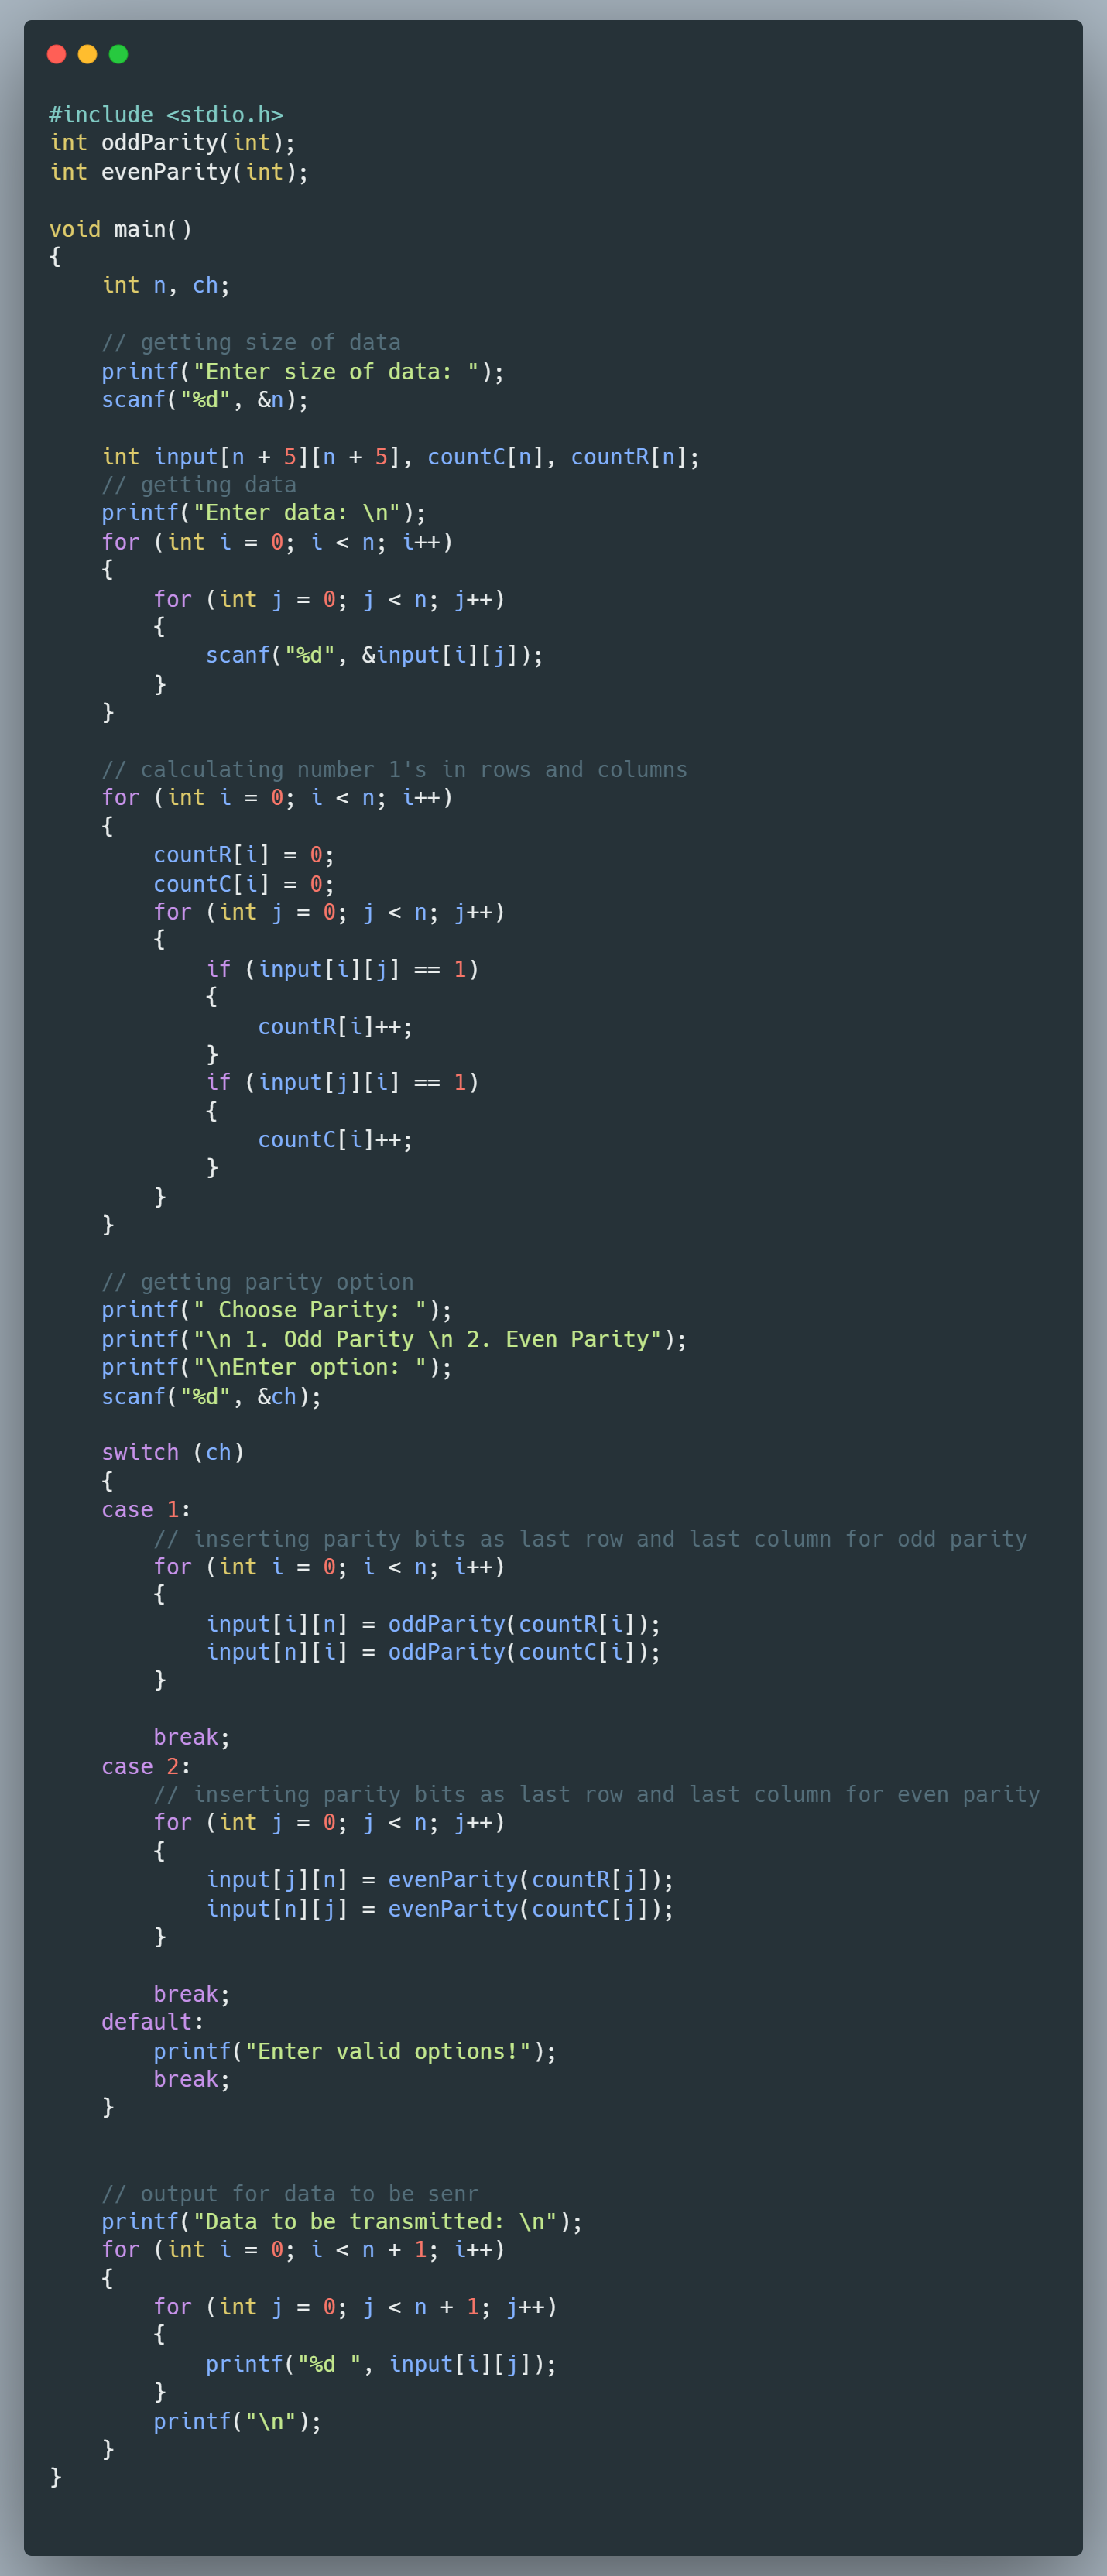 #include <stdio.h>
int oddParity(int);
int evenParity(int);

void main()
{
    int n, ch;

    // getting size of data
    printf("Enter size of data: ");
    scanf("%d", &n);

    int input[n + 5][n + 5], countC[n], countR[n];
    // getting data
    printf("Enter data: \n");
    for (int i = 0; i < n; i++)
    {
        for (int j = 0; j < n; j++)
        {
            scanf("%d", &input[i][j]);
        }
    }

    // calculating number 1's in rows and columns
    for (int i = 0; i < n; i++)
    {
        countR[i] = 0;
        countC[i] = 0;
        for (int j = 0; j < n; j++)
        {
            if (input[i][j] == 1)
            {
                countR[i]++;
            }
            if (input[j][i] == 1)
            {
                countC[i]++;
            }
        }
    }

    // getting parity option
    printf(" Choose Parity: ");
    printf("\n 1. Odd Parity \n 2. Even Parity");
    printf("\nEnter option: ");
    scanf("%d", &ch);

    switch (ch)
    {
    case 1:
        // inserting parity bits as last row and last column for odd parity
        for (int i = 0; i < n; i++)
        {
            input[i][n] = oddParity(countR[i]);
            input[n][i] = oddParity(countC[i]);
        }

        break;
    case 2:
        // inserting parity bits as last row and last column for even parity
        for (int j = 0; j < n; j++)
        {
            input[j][n] = evenParity(countR[j]);
            input[n][j] = evenParity(countC[j]);
        }

        break;
    default:
        printf("Enter valid options!");
        break;
    }


    // output for data to be senr
    printf("Data to be transmitted: \n");
    for (int i = 0; i < n + 1; i++)
    {
        for (int j = 0; j < n + 1; j++)
        {
            printf("%d ", input[i][j]);
        }
        printf("\n");
    }
}